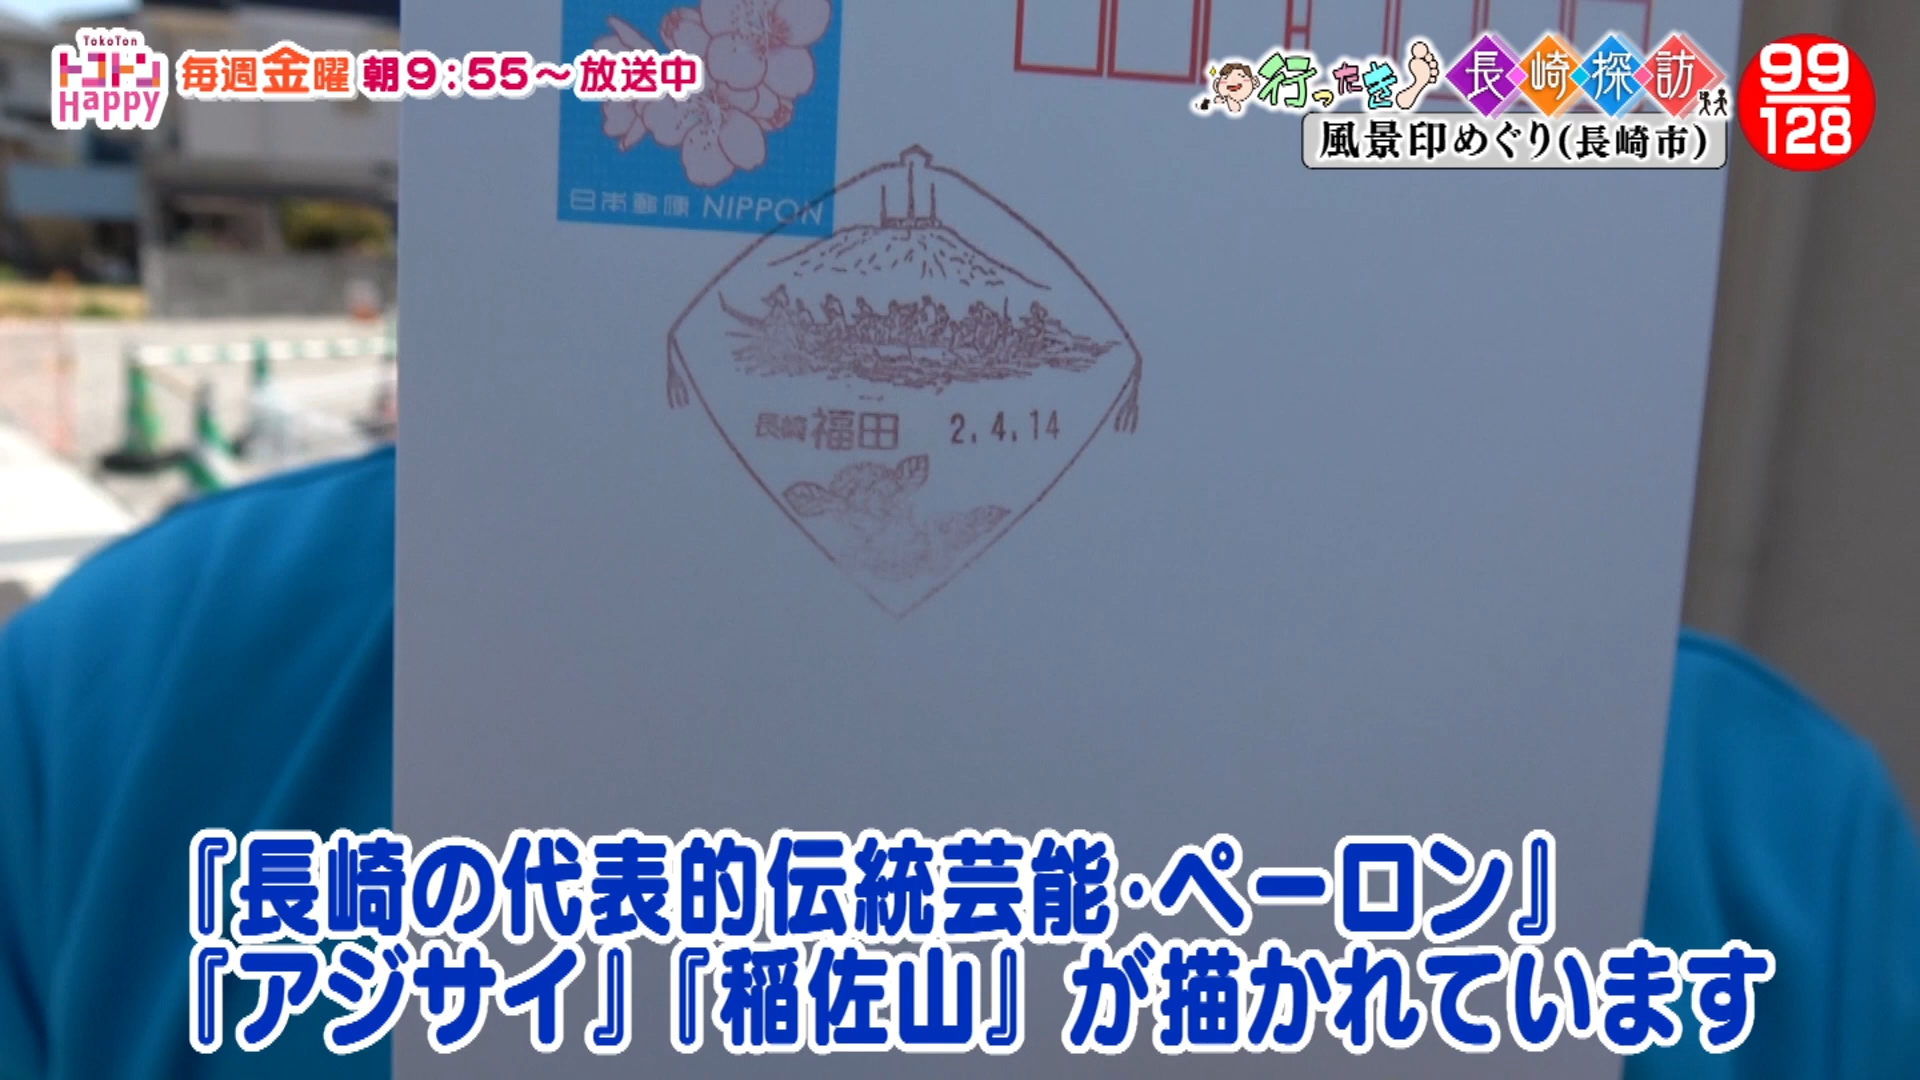 TokoTon
トコトン
Happy
毎週金曜 朝9:55～放送中
行ったき 長崎探訪
風景印めぐり(長崎市)
99
128
日本郵便 NIPPON
長崎福田 2.4.14
『長崎の代表的伝統芸能・ペーロン』
『アジサイ』『稲佐山』が描かれています